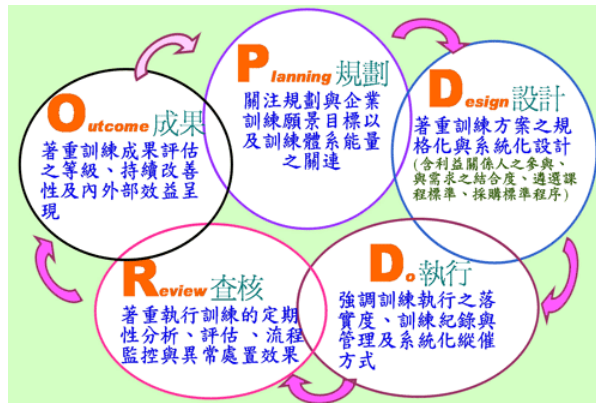 Planning 規劃
關注規劃與企業
訓練願景目標以
及訓練體系能量
之關連
Design 設計
著重訓練方案之規
格化與系統化設計
(含利益關係人之參與、
與需求之結合度、遴選課
程標準、採購標準程序)
Do 執行
強調訓練執行之落
實度、訓練紀錄與
管理及系統化縱催
方式
Review 查核
著重執行訓練的定期
性分析、評估、流程
監控與異常處置效果
Outcome 成果
著重訓練成果評估
之等級、持續改善
性及內外部效益呈
現